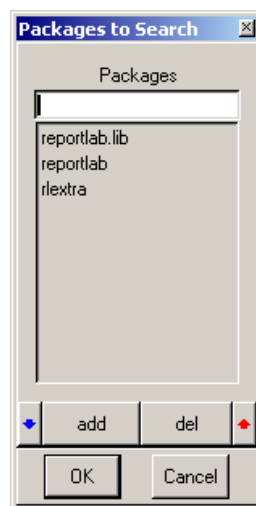 Packages to Search
Packages
reportlab.lib
reportlab
rlextra
add del
OK Cancel